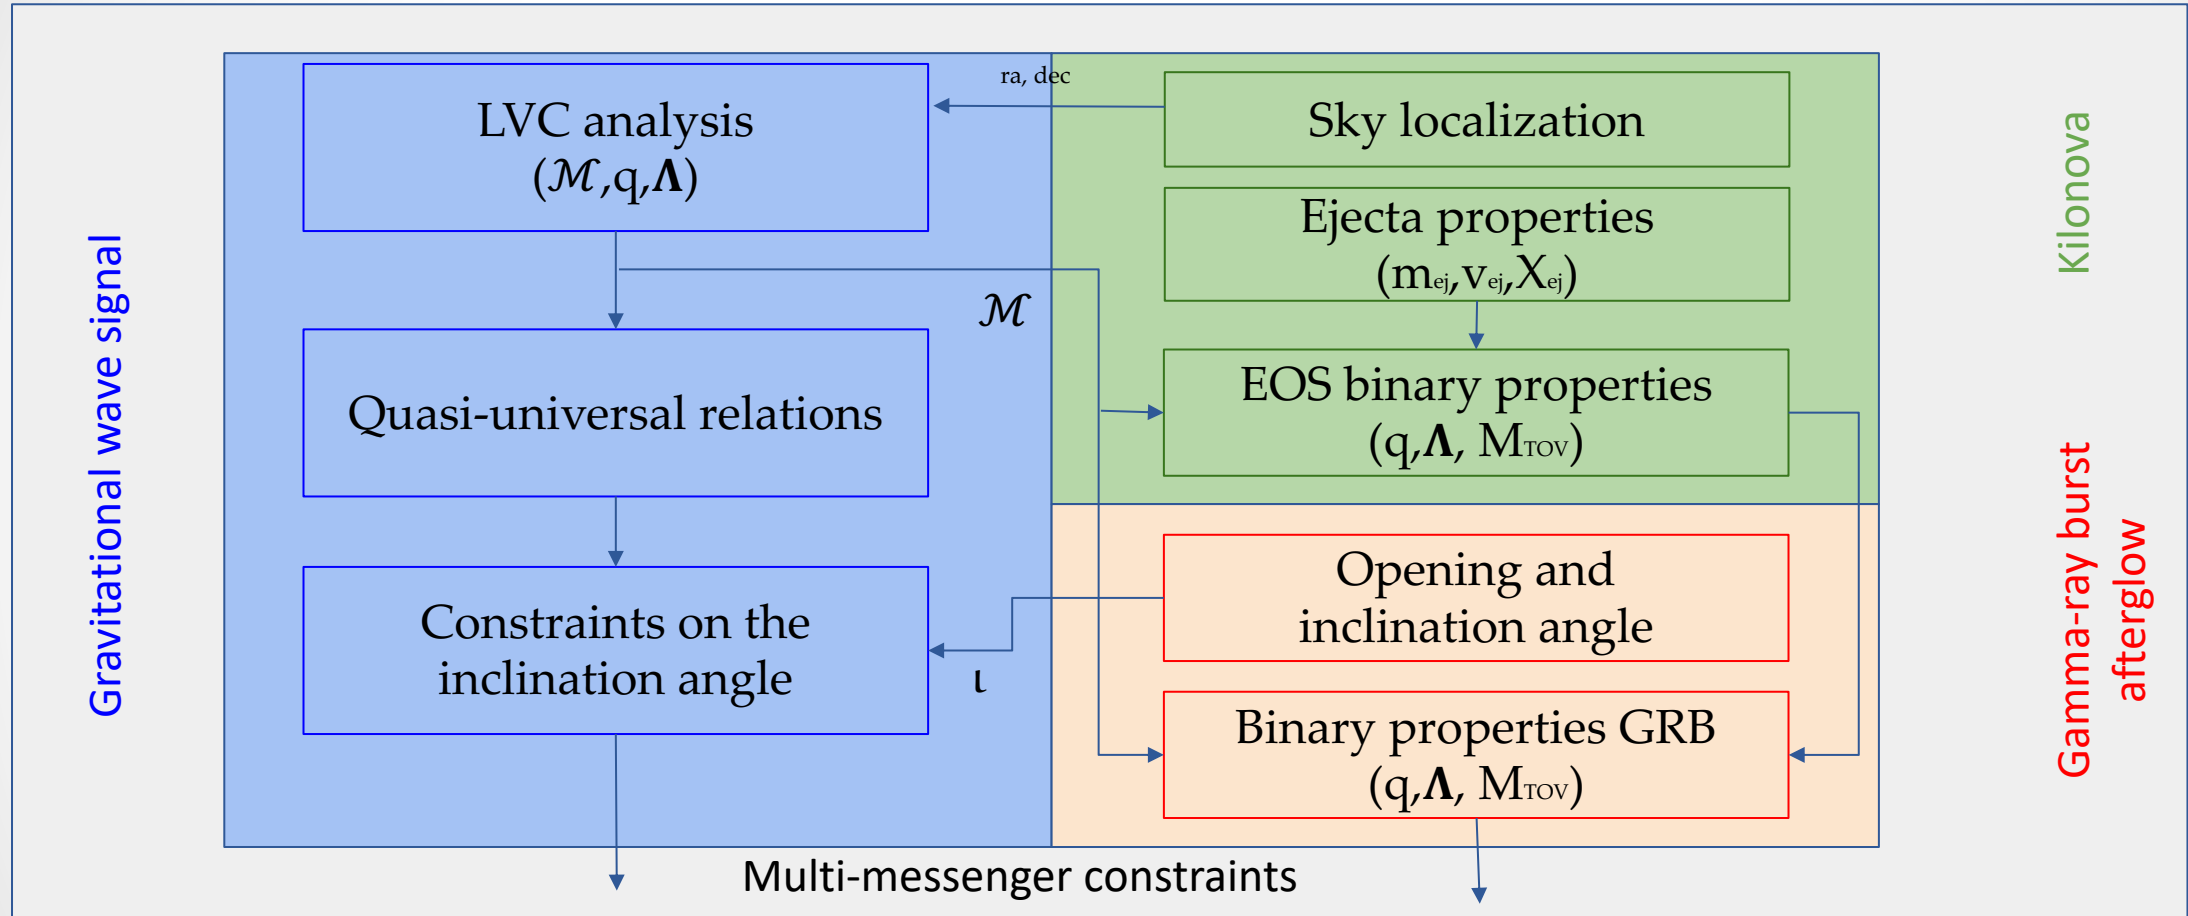 Gravitational wave signal
LVC analysis
(ℳ,q,Λ)
Quasi-universal relations
Constraints on the
inclination angle
ra, dec
ℳ
ι
Sky localization
Ejecta properties
(mej,vej,Xej)
EOS binary properties
(q,Λ, MTOV)
Opening and
inclination angle
Binary properties GRB
(q,Λ, MTOV)
Kilonova
Gamma-ray burst
afterglow
Multi-messenger constraints